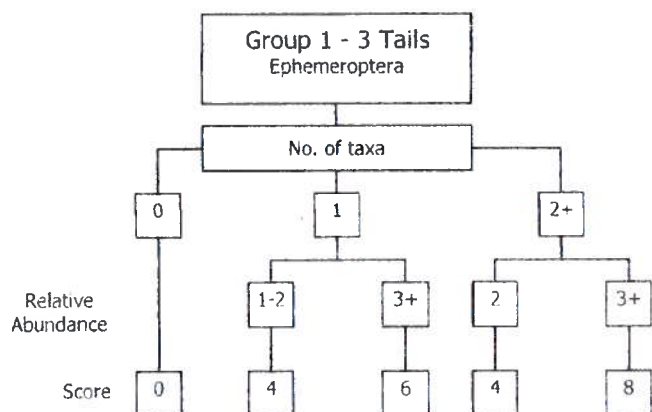 Group 1 - 3 Tails
Ephemeroptera
No. of taxa
0 1 2+
Relative
Abundance
1-2 3+ 2 3+
Score 0 4 6 4 8